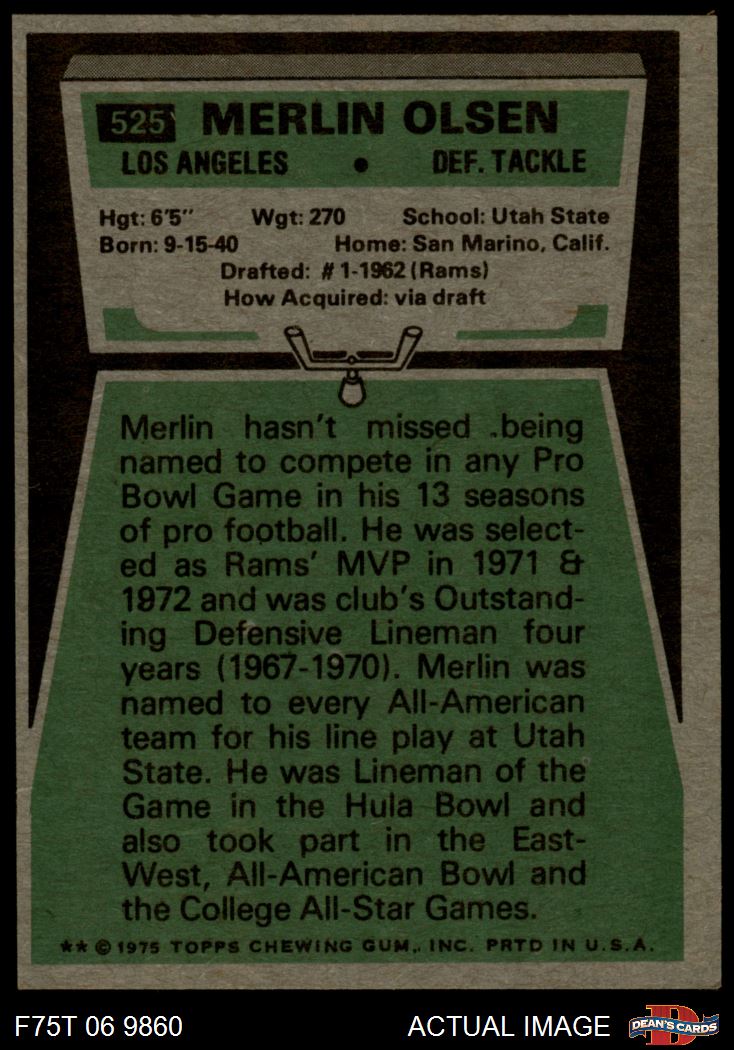 525 MERLIN OLSEN
LOS ANGELES • DEF. TACKLE
Hgt: 6'5" Wgt: 270 School: Utah State
Born: 9-15-40 Home: San Marino, Calif.
Drafted: #1-1962 (Rams)
How Acquired: via draft
Merlin hasn't missed being
named to compete in any Pro
Bowl Game in his 13 seasons
of pro football. He was select-
ed as Rams' MVP in 1971 &
1972 and was club's Outstand-
ing Defensive Lineman four
years (1967-1970). Merlin was
named to every All-American
team for his line play at Utah
State. He was Lineman of the
Game in the Hula Bowl and
also took part in the East-
West, All-American Bowl and
the College All-Star Games.
** © 1975 TOPPS CHEWING GUM, INC. PRTD IN U.S.A.
F75T 06 9860 ACTUAL IMAGE D DEAN'S CARDS